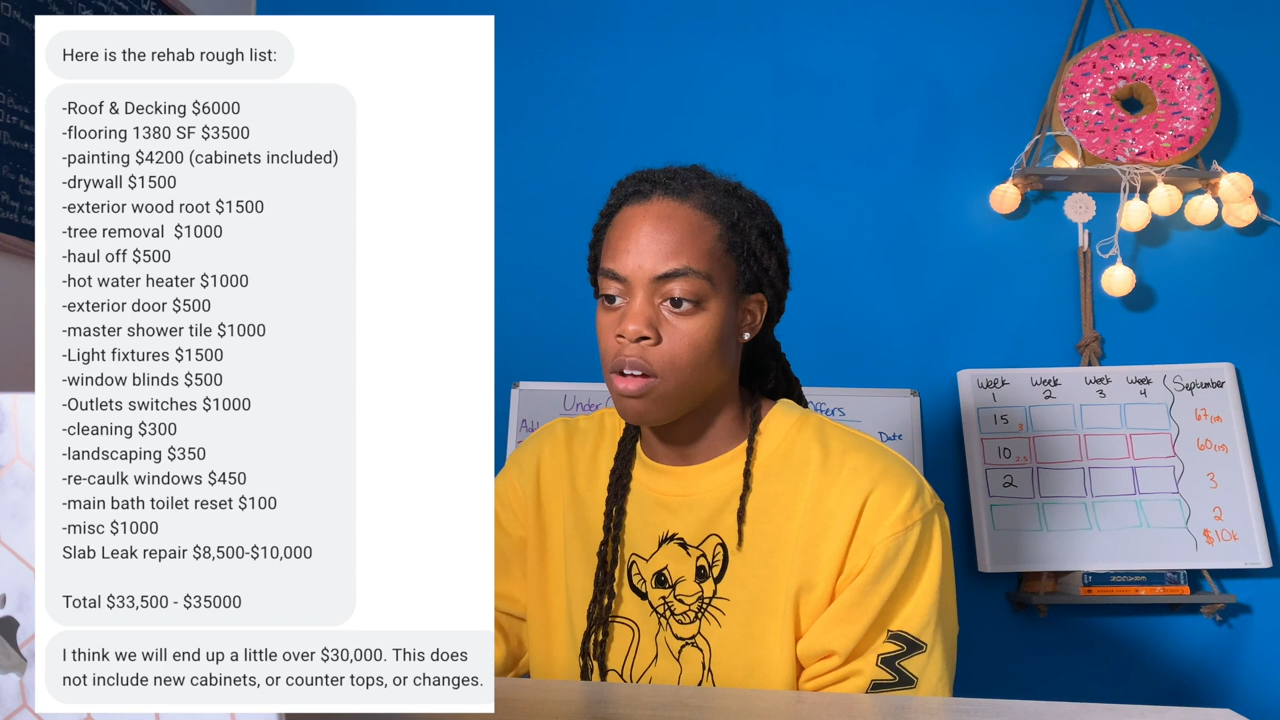 Here is the rehab rough list:
-Roof & Decking $6000
-flooring 1380 SF $3500
-painting $4200 (cabinets included)
-drywall $1500
-exterior wood root $1500
-tree removal $1000
-haul off $500
-hot water heater $1000
-exterior door $500
-master shower tile $1000
-Light fixtures $1500
-window blinds $500
-Outlets switches $1000
-cleaning $300
-landscaping $350
-re-caulk windows $450
-main bath toilet reset $100
-misc $1000
Slab Leak repair $8,500-$10,000
Total $33,500 - $35000
I think we will end up a little over $30,000. This does
not include new cabinets, or counter tops, or changes.
Under
Offers
Date
Week Week Week Week September
1 2 3 4
15 3 67 (15)
10 2.5 60 (15)
2 3
2
$10k